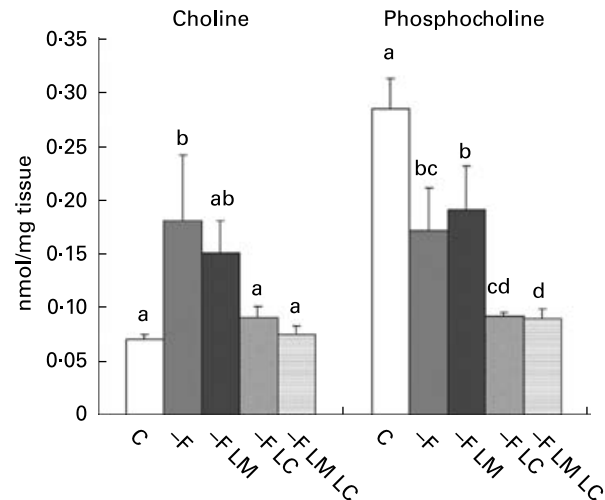 Choline Phosphocholine
nmol/mg tissue
0·35
0·30
0·25
0·20
0·15
0·10
0·05
0
a b ab a a
a bc b cd d
C –F –F LM –F LC –F LM LC
C –F –F LM –F LC –F LM LC